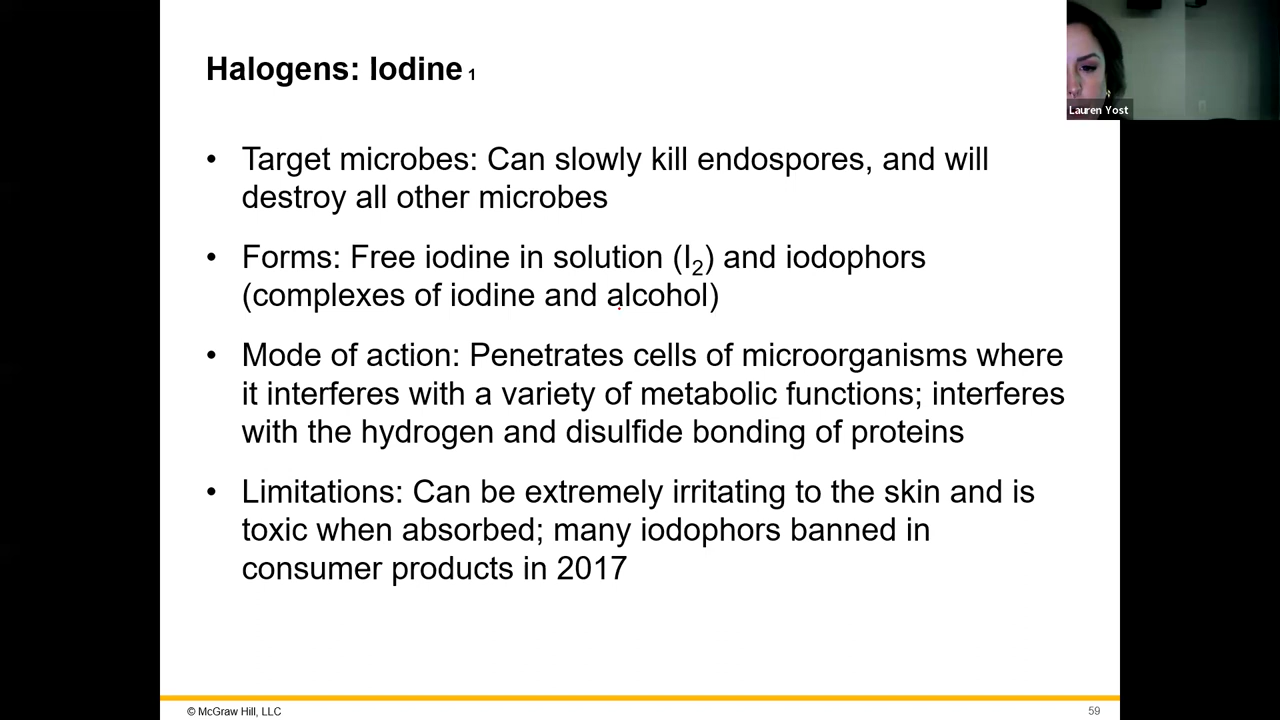 Halogens: Iodine 1
Lauren Yost
• Target microbes: Can slowly kill endospores, and will
destroy all other microbes
• Forms: Free iodine in solution (I₂) and iodophors
(complexes of iodine and alcohol)
• Mode of action: Penetrates cells of microorganisms where
it interferes with a variety of metabolic functions; interferes
with the hydrogen and disulfide bonding of proteins
• Limitations: Can be extremely irritating to the skin and is
toxic when absorbed; many iodophors banned in
consumer products in 2017
© McGraw Hill, LLC
59